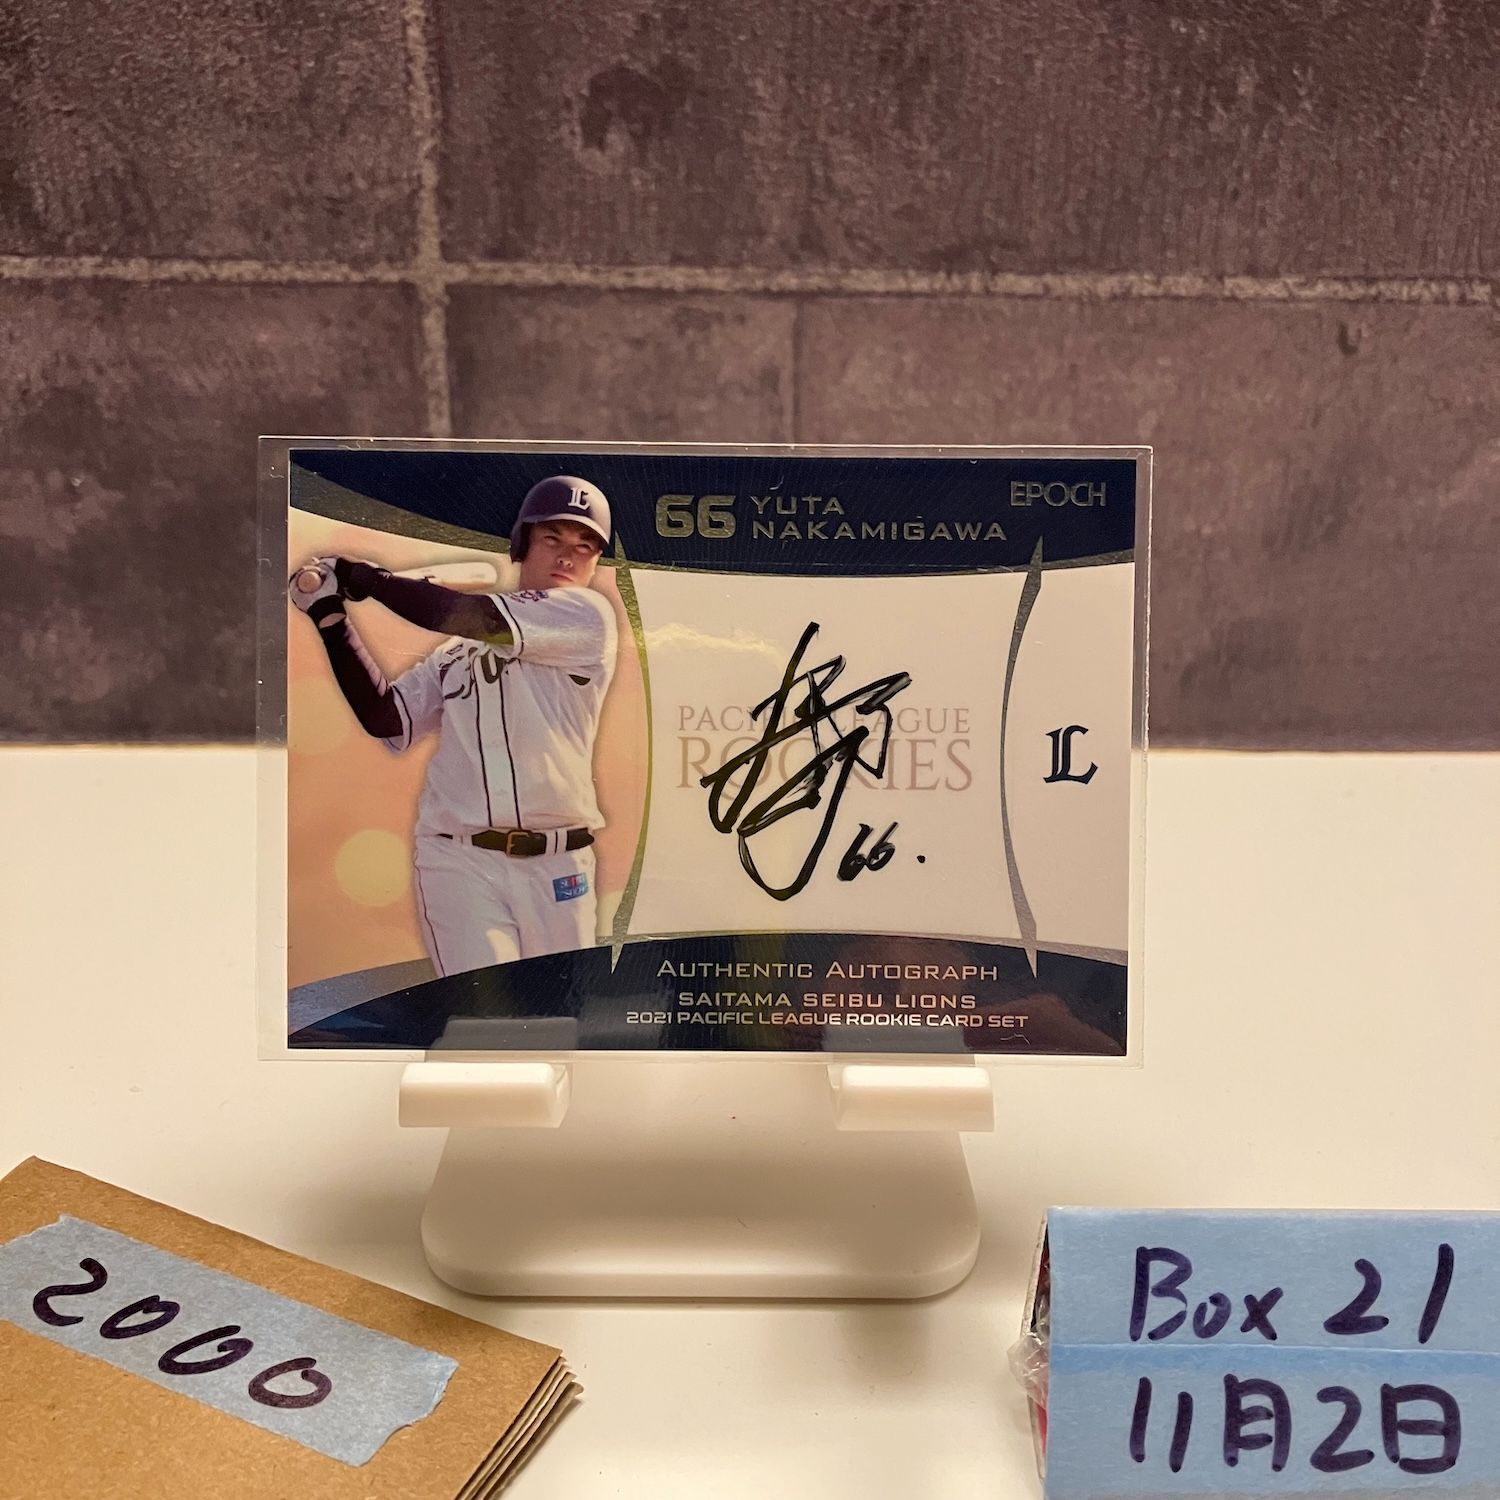 66 YUTA
NAKAMIGAWA
EPOCH
L
PACIFIC LEAGUE
ROOKIES
66.
L
AUTHENTIC AUTOGRAPH
SAITAMA SEIBU LIONS
2021 PACIFIC LEAGUE ROOKIE CARD SET
2000
Box 21
11月2日